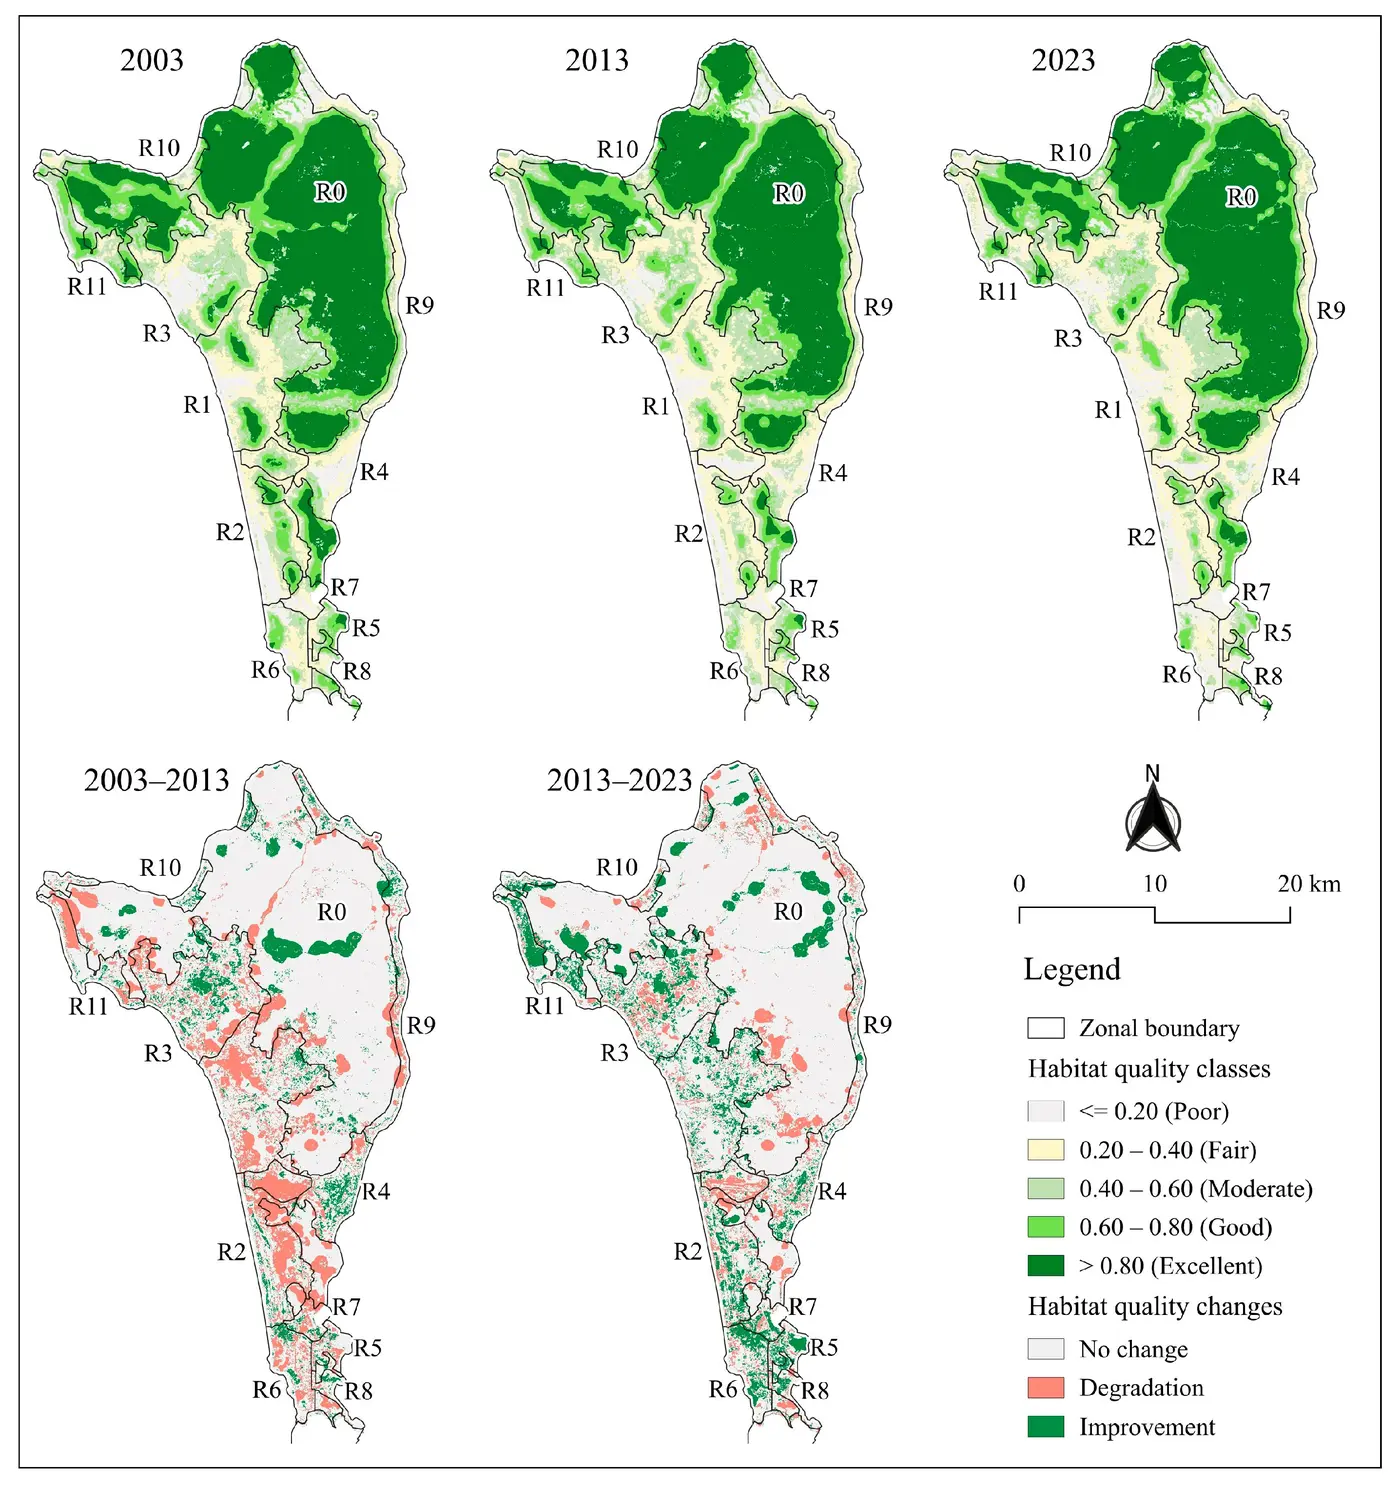 2003
2013
2023
R10
R0
R11
R3
R9
R1
R4
R2
R7
R5
R6
R8
R10
R0
R11
R3
R9
R1
R4
R2
R7
R5
R6
R8
R10
R0
R11
R3
R9
R1
R4
R2
R7
R5
R6
R8
2003–2013
2013–2023
R10
R0
R11
R3
R9
R4
R2
R7
R5
R6
R8
R10
R0
R11
R3
R9
R4
R2
R7
R5
R6
R8
N
0 10 20 km
Legend
Zonal boundary
Habitat quality classes
<= 0.20 (Poor)
0.20 – 0.40 (Fair)
0.40 – 0.60 (Moderate)
0.60 – 0.80 (Good)
> 0.80 (Excellent)
Habitat quality changes
No change
Degradation
Improvement